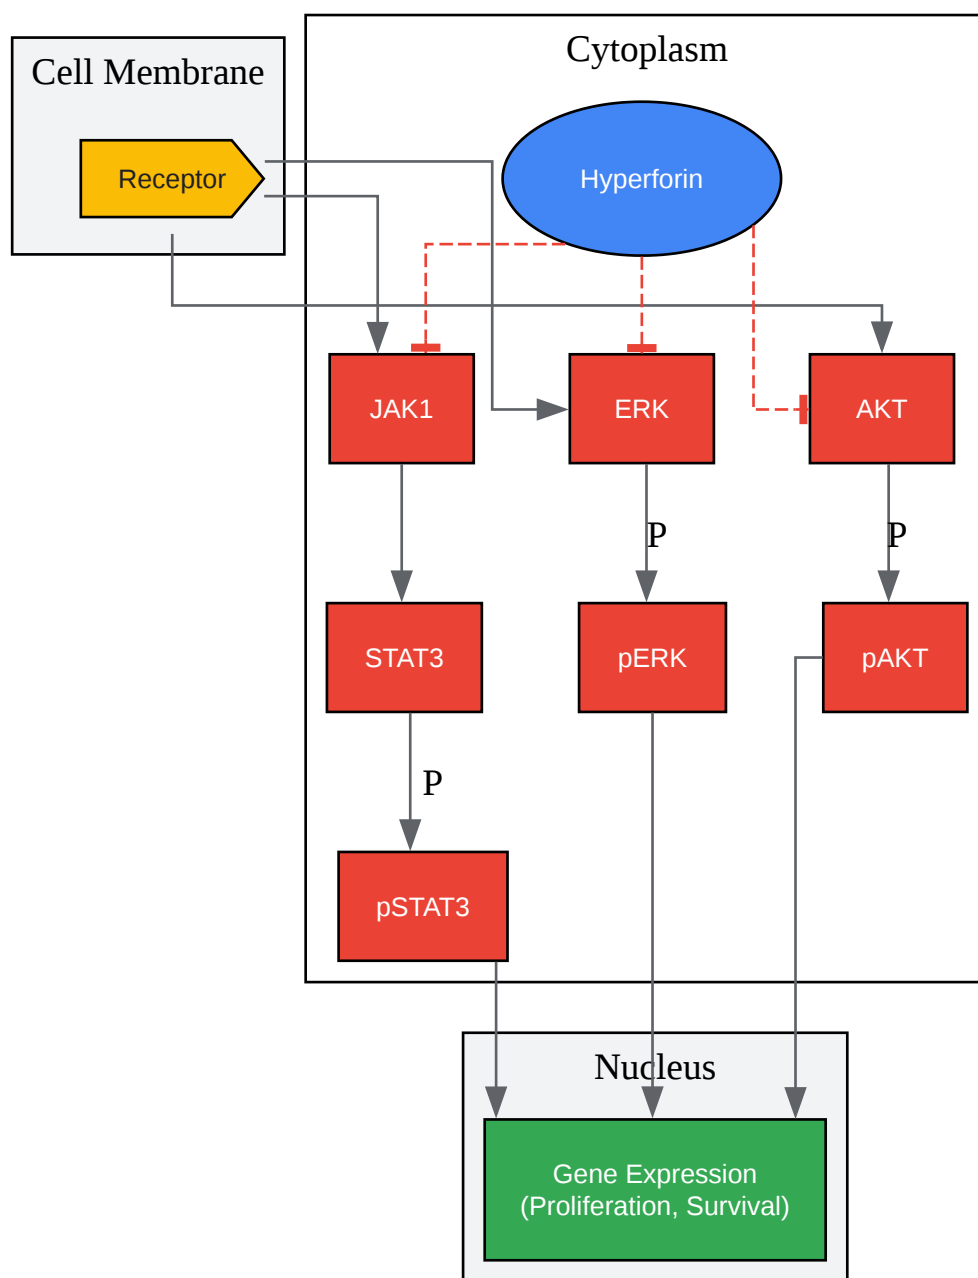 Cytoplasm
Cell Membrane
Receptor
Hyperforin
JAK1
ERK
AKT
P
P
STAT3
pERK
pAKT
P
pSTAT3
Nucleus
Gene Expression
(Proliferation, Survival)